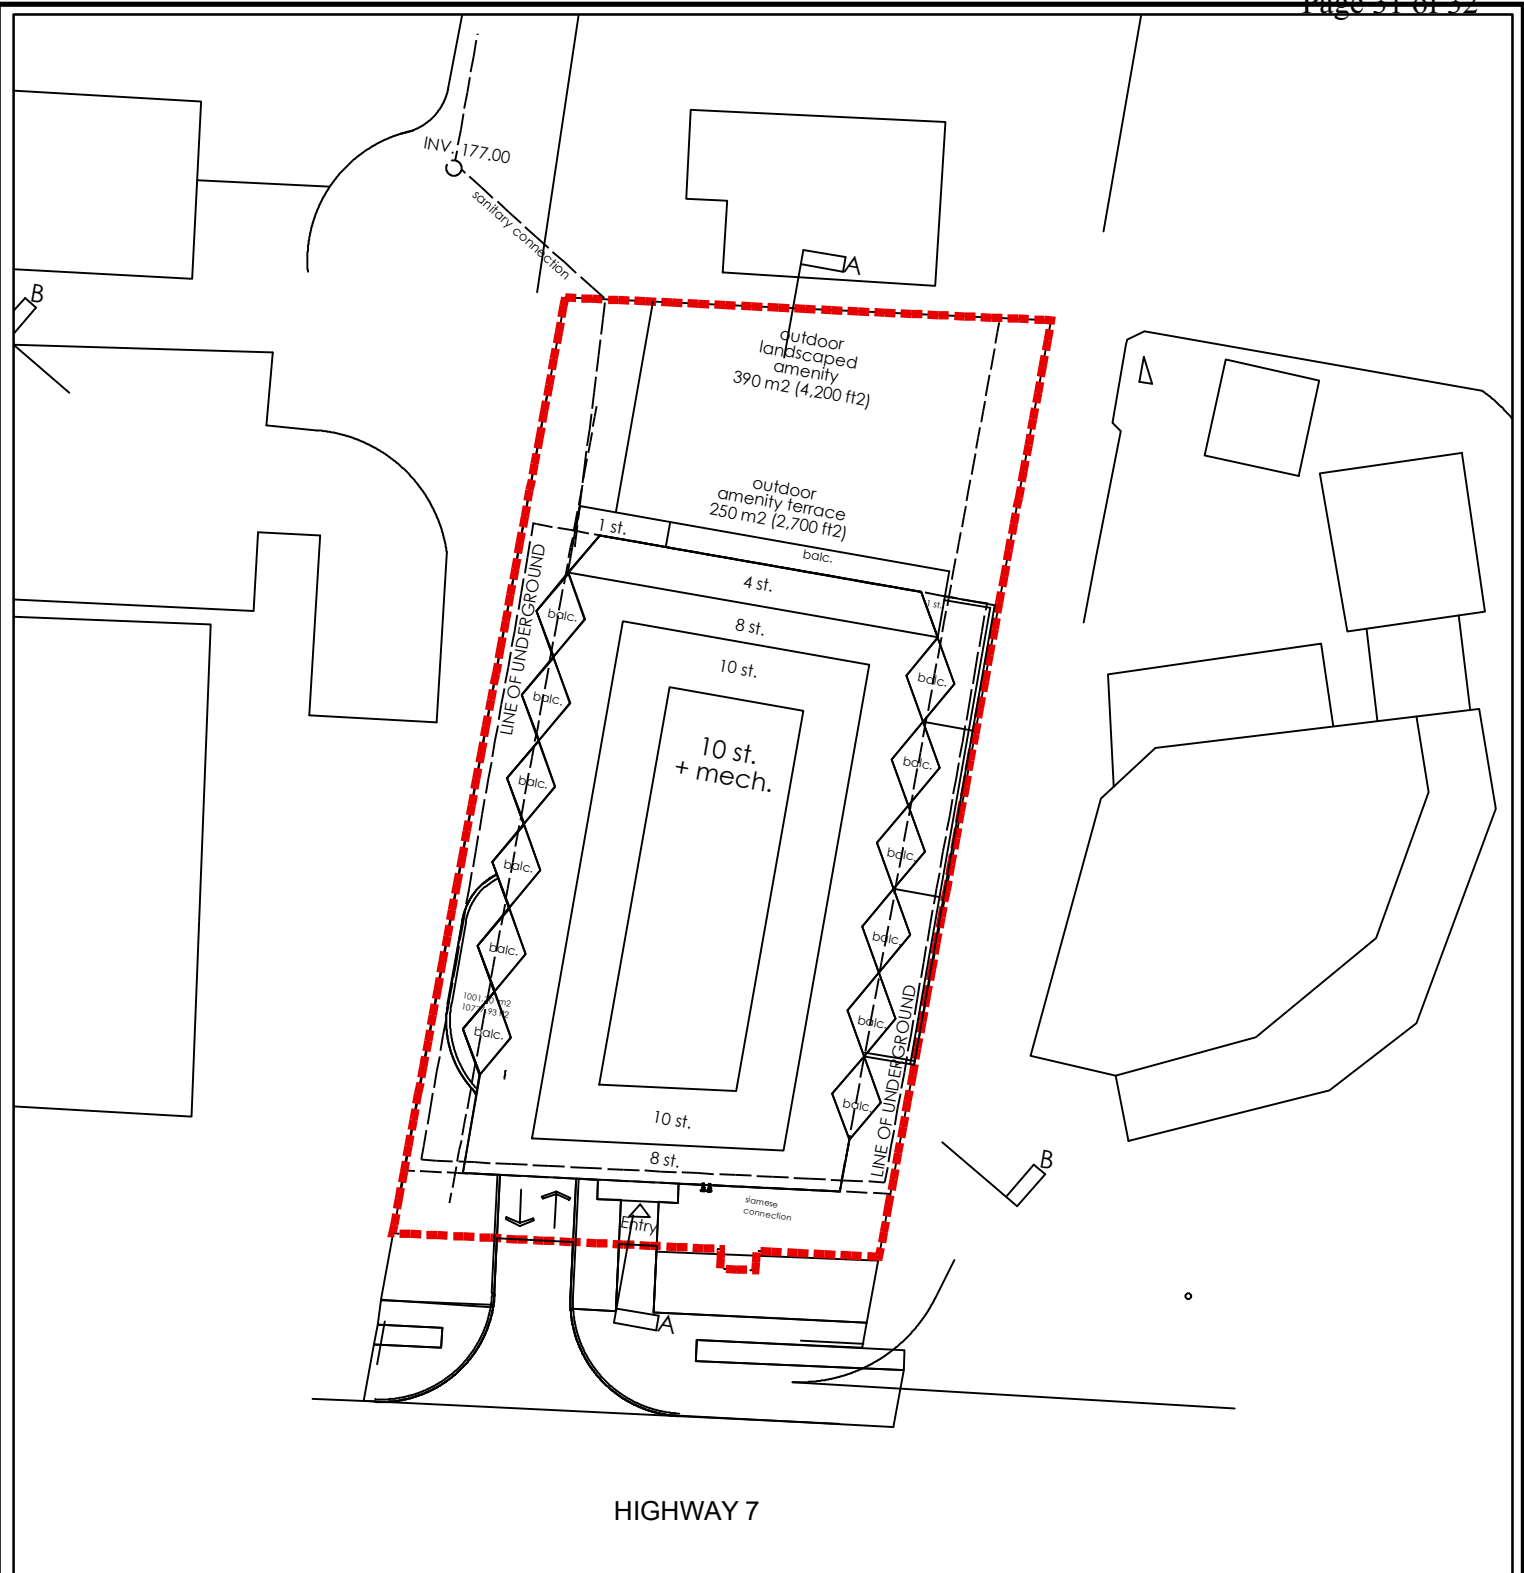 Page 31 of 32
INV. 177.00
sanitary connection
A
B
outdoor
landscaped
amenity
390 m2 (4,200 ft2)
outdoor
amenity terrace
250 m2 (2,700 ft2)
1 st.
balc.
4 st.
1 st.
8 st.
10 st.
LINE OF UNDERGROUND
balc.
balc.
balc.
balc.
balc.
balc.
10 st.
+ mech.
balc.
balc.
balc.
balc.
balc.
balc.
LINE OF UNDERGROUND
10 st.
8 st.
siamese
connection
Entry
B
A
HIGHWAY 7